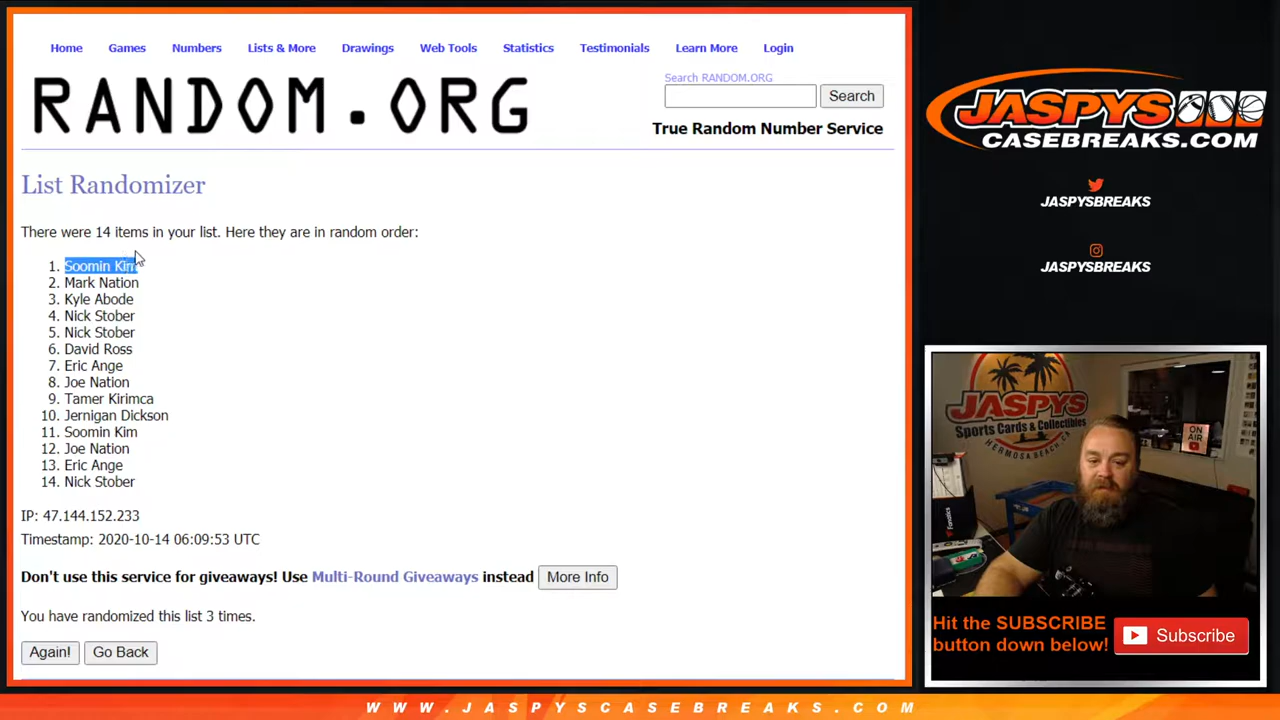 Home Games Numbers Lists & More Drawings Web Tools Statistics Testimonials Learn More Login
RANDOM.ORG
Search RANDOM.ORG
Search
True Random Number Service
List Randomizer
There were 14 items in your list. Here they are in random order:
1. Soomin Kim
2. Mark Nation
3. Kyle Abode
4. Nick Stober
5. Nick Stober
6. David Ross
7. Eric Ange
8. Joe Nation
9. Tamer Kirimca
10. Jernigan Dickson
11. Soomin Kim
12. Joe Nation
13. Eric Ange
14. Nick Stober
IP: 47.144.152.233
Timestamp: 2020-10-14 06:09:53 UTC
Don't use this service for giveaways! Use Multi-Round Giveaways instead More Info
You have randomized this list 3 times.
Again! Go Back
JASPYS
CASEBREAKS.COM
JASPYSBREAKS
JASPYSBREAKS
JASPYS
Sports Cards & Collectibles
HERMOSA BEACH, CA
ON
AIR
Fanatics
Hit the SUBSCRIBE
button down below!
Subscribe
WWW.JASPYSCASEBREAKS.COM